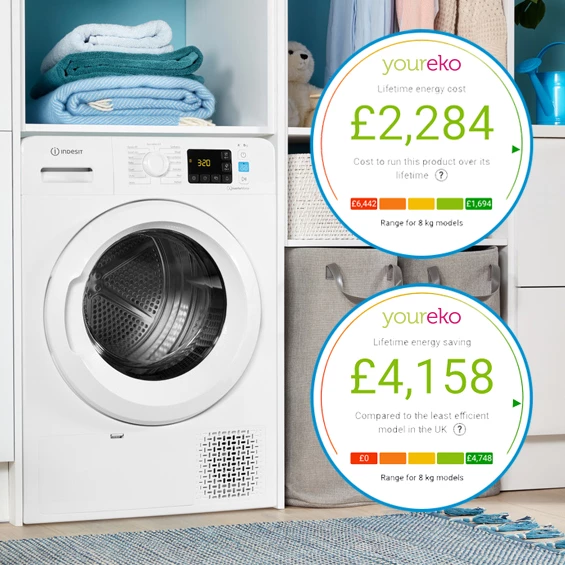 INDESIT
320
youreko
Lifetime energy cost
£2,284
Cost to run this product over its
lifetime ?
£6,442 £1,694
Range for 8 kg models
youreko
Lifetime energy saving
£4,158
Compared to the least efficient
model in the UK ?
£0 £4,748
Range for 8 kg models